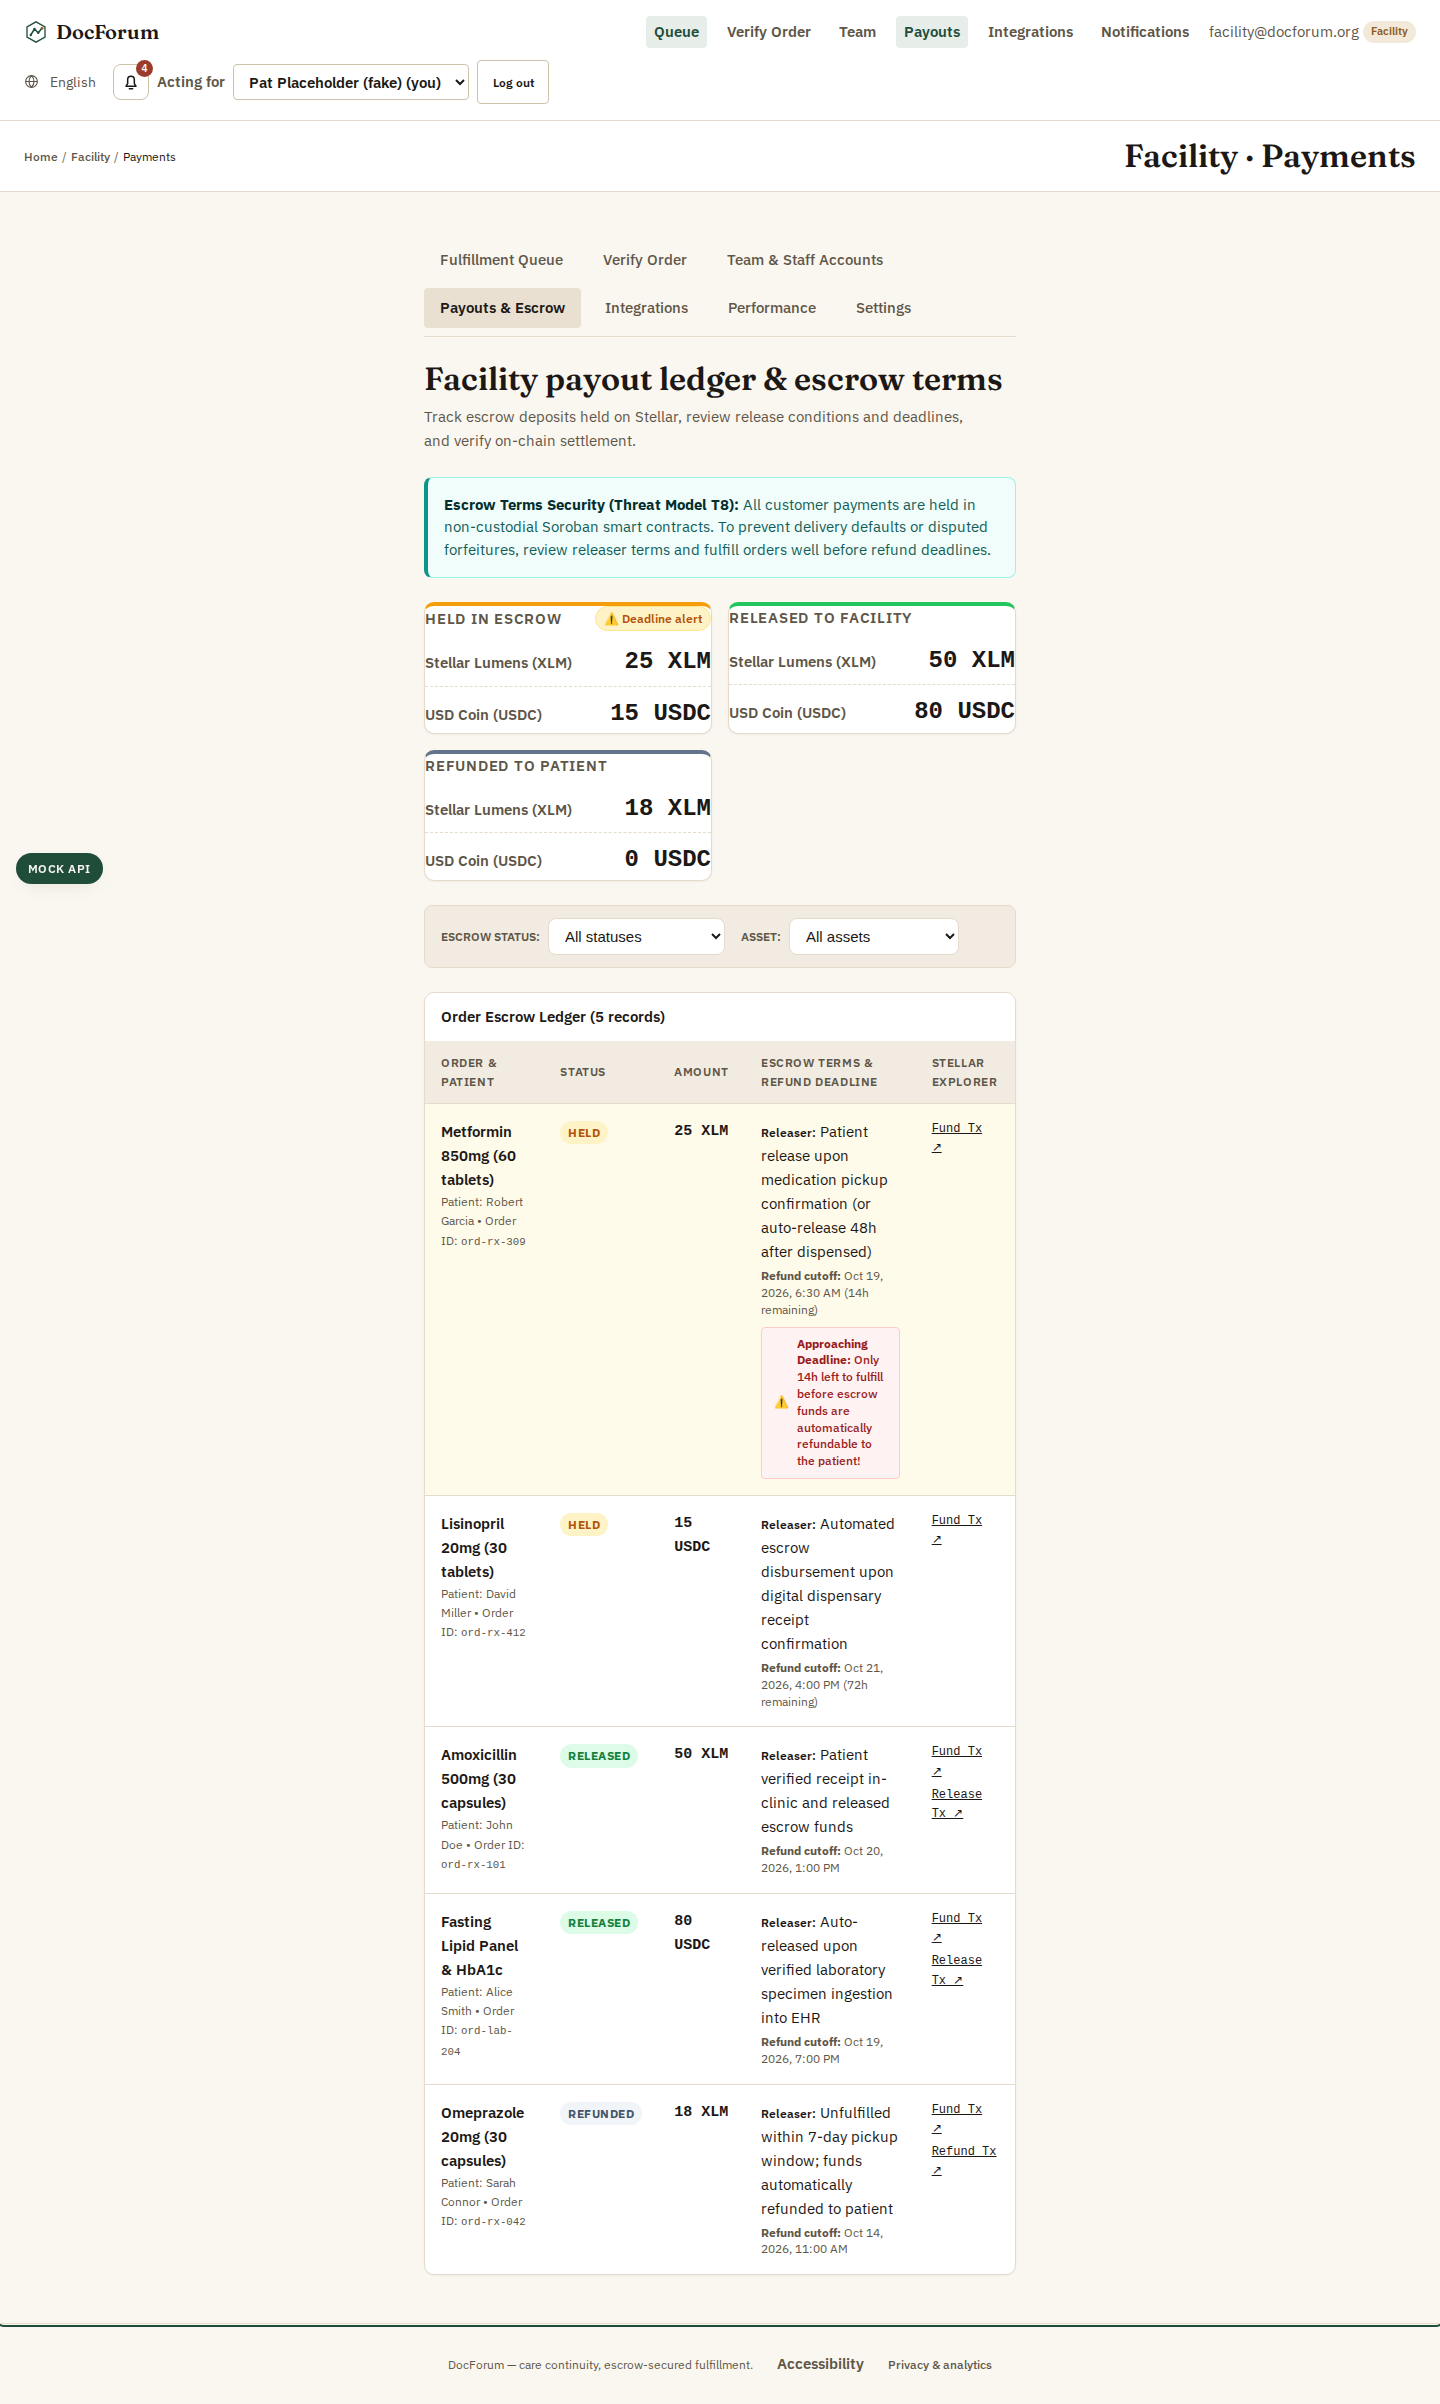 DocForum
Queue
Verify Order
Team
Payouts
Integrations
Notifications
facility@docforum.org
Facility
English
4
Acting for
Pat Placeholder (fake) (you)
Log out
Home / Facility / Payments
Facility · Payments
Fulfillment Queue
Verify Order
Team & Staff Accounts
Payouts & Escrow
Integrations
Performance
Settings
Facility payout ledger & escrow terms
Track escrow deposits held on Stellar, review release conditions and deadlines,
and verify on-chain settlement.
Escrow Terms Security (Threat Model T8): All customer payments are held in
non-custodial Soroban smart contracts. To prevent delivery defaults or disputed
forfeitures, review releaser terms and fulfill orders well before refund deadlines.
HELD IN ESCROW
⚠️ Deadline alert
Stellar Lumens (XLM)
25 XLM
USD Coin (USDC)
15 USDC
RELEASED TO FACILITY
Stellar Lumens (XLM)
50 XLM
USD Coin (USDC)
80 USDC
REFUNDED TO PATIENT
Stellar Lumens (XLM)
18 XLM
USD Coin (USDC)
0 USDC
MOCK API
ESCROW STATUS:
All statuses
ASSET:
All assets
Order Escrow Ledger (5 records)
ORDER &
PATIENT
STATUS
AMOUNT
ESCROW TERMS &
REFUND DEADLINE
STELLAR
EXPLORER
Metformin
850mg (60
tablets)
Patient: Robert
Garcia • Order
ID: ord-rx-309
HELD
25 XLM
Releaser: Patient
release upon
medication pickup
confirmation (or
auto-release 48h
after dispensed)
Refund cutoff: Oct 19,
2026, 6:30 AM (14h
remaining)
⚠️
Approaching
Deadline: Only
14h left to fulfill
before escrow
funds are
automatically
refundable to
the patient!
Fund Tx
↗
Lisinopril
20mg (30
tablets)
Patient: David
Miller • Order
ID: ord-rx-412
HELD
15
USDC
Releaser: Automated
escrow
disbursement upon
digital dispensary
receipt
confirmation
Refund cutoff: Oct 21,
2026, 4:00 PM (72h
remaining)
Fund Tx
↗
Amoxicillin
500mg (30
capsules)
Patient: John
Doe • Order ID:
ord-rx-101
RELEASED
50 XLM
Releaser: Patient
verified receipt in-
clinic and released
escrow funds
Refund cutoff: Oct 20,
2026, 1:00 PM
Fund Tx
↗
Release
Tx ↗
Fasting
Lipid Panel
& HbA1c
Patient: Alice
Smith • Order
ID: ord-lab-
204
RELEASED
80
USDC
Releaser: Auto-
released upon
verified laboratory
specimen ingestion
into EHR
Refund cutoff: Oct 19,
2026, 7:00 PM
Fund Tx
↗
Release
Tx ↗
Omeprazole
20mg (30
capsules)
Patient: Sarah
Connor • Order
ID: ord-rx-042
REFUNDED
18 XLM
Releaser: Unfulfilled
within 7-day pickup
window; funds
automatically
refunded to patient
Refund cutoff: Oct 14,
2026, 11:00 AM
Fund Tx
↗
Refund Tx
↗
DocForum — care continuity, escrow-secured fulfillment.
Accessibility
Privacy & analytics